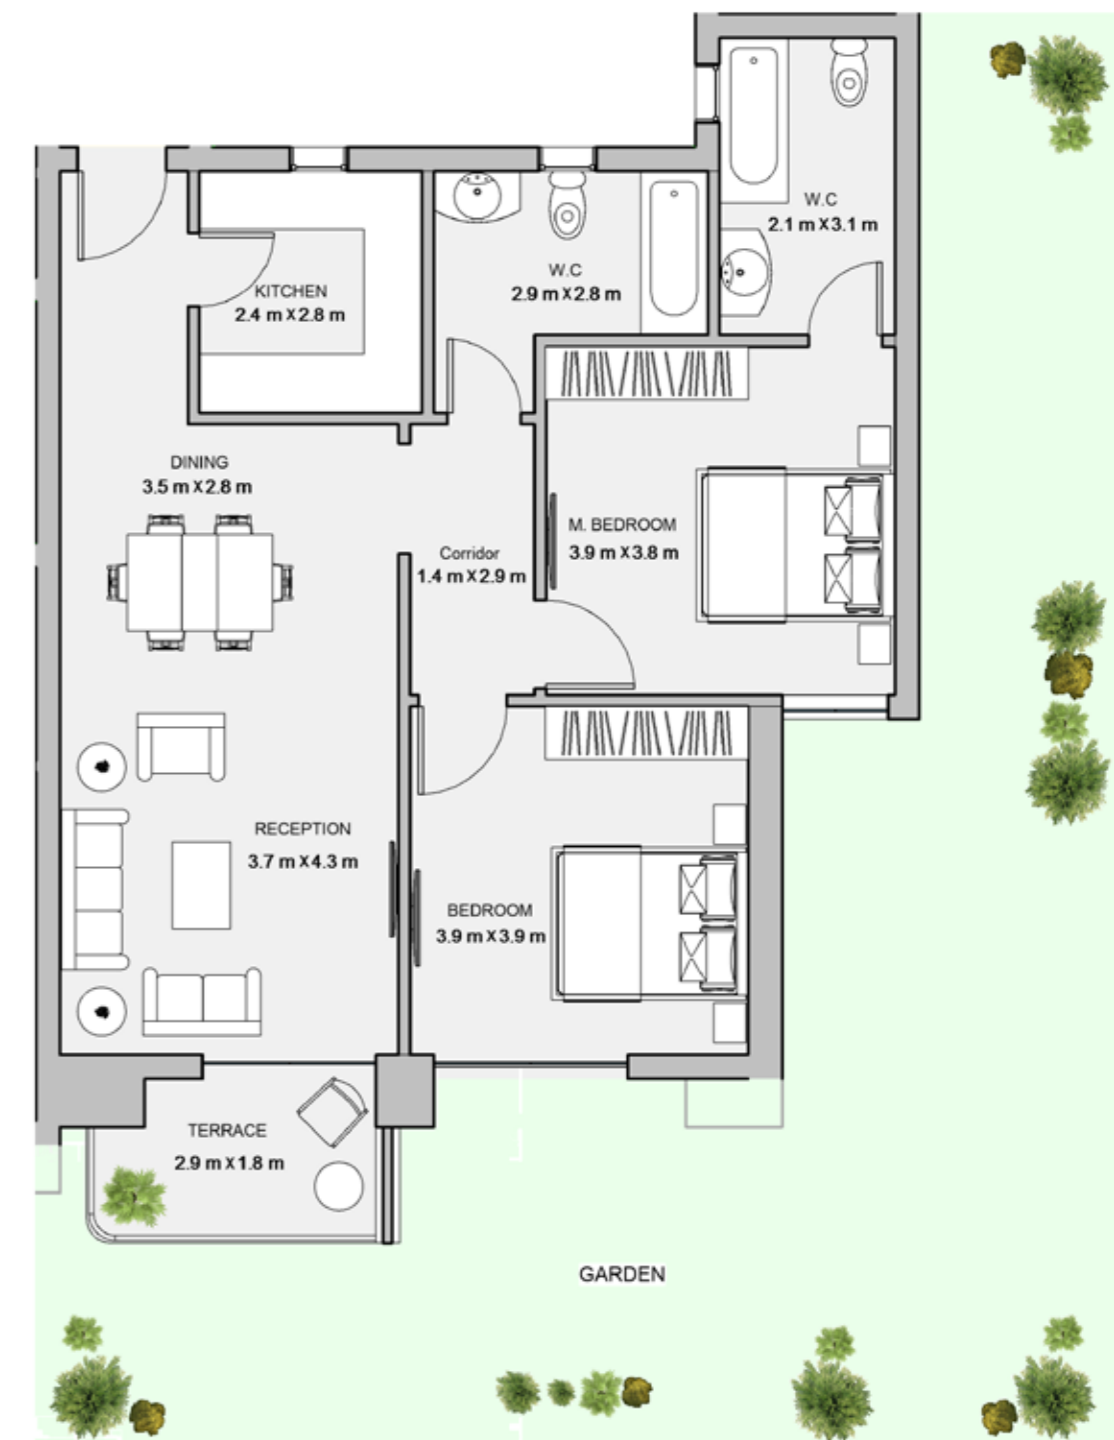 W.C
2.1 m X 3.1 m
W.C
2.9 m X 2.8 m
KITCHEN
2.4 m X 2.8 m
DINING
3.5 m X 2.8 m
M. BEDROOM
3.9 m X 3.8 m
Corridor
1.4 m X 2.9 m
RECEPTION
3.7 m X 4.3 m
BEDROOM
3.9 m X 3.9 m
TERRACE
2.9 m X 1.8 m
GARDEN